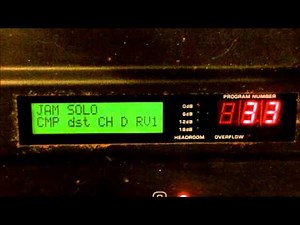 PROGRAM NUMBER
JAM SOLO
CMP dst CH D RV1
0dB
6dB
12dB
18dB
33
HEADROOM OVERFLOW